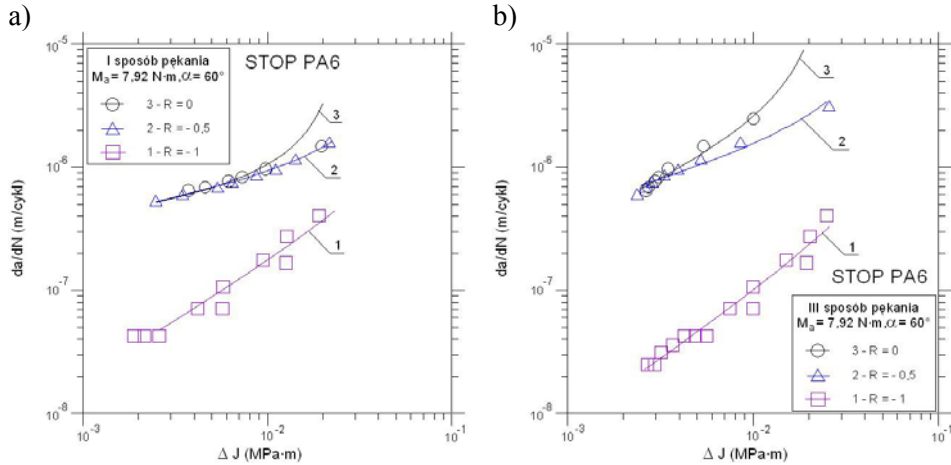 a)
10⁻⁵
I sposób pękania
Mₐ = 7,92 N·m, α = 60°
3 - R = 0
2 - R = - 0,5
1 - R = - 1
STOP PA6
3
2
1
da/dN (m/cykl)
10⁻⁶
10⁻⁷
10⁻⁸
10⁻³
10⁻²
10⁻¹
Δ J (MPa·m)
b)
10⁻⁵
3
2
1
da/dN (m/cykl)
10⁻⁶
10⁻⁷
10⁻⁸
STOP PA6
III sposób pękania
Mₐ = 7,92 N·m, α = 60°
3 - R = 0
2 - R = - 0,5
1 - R = - 1
10⁻³
10⁻²
10⁻¹
Δ J (MPa·m)